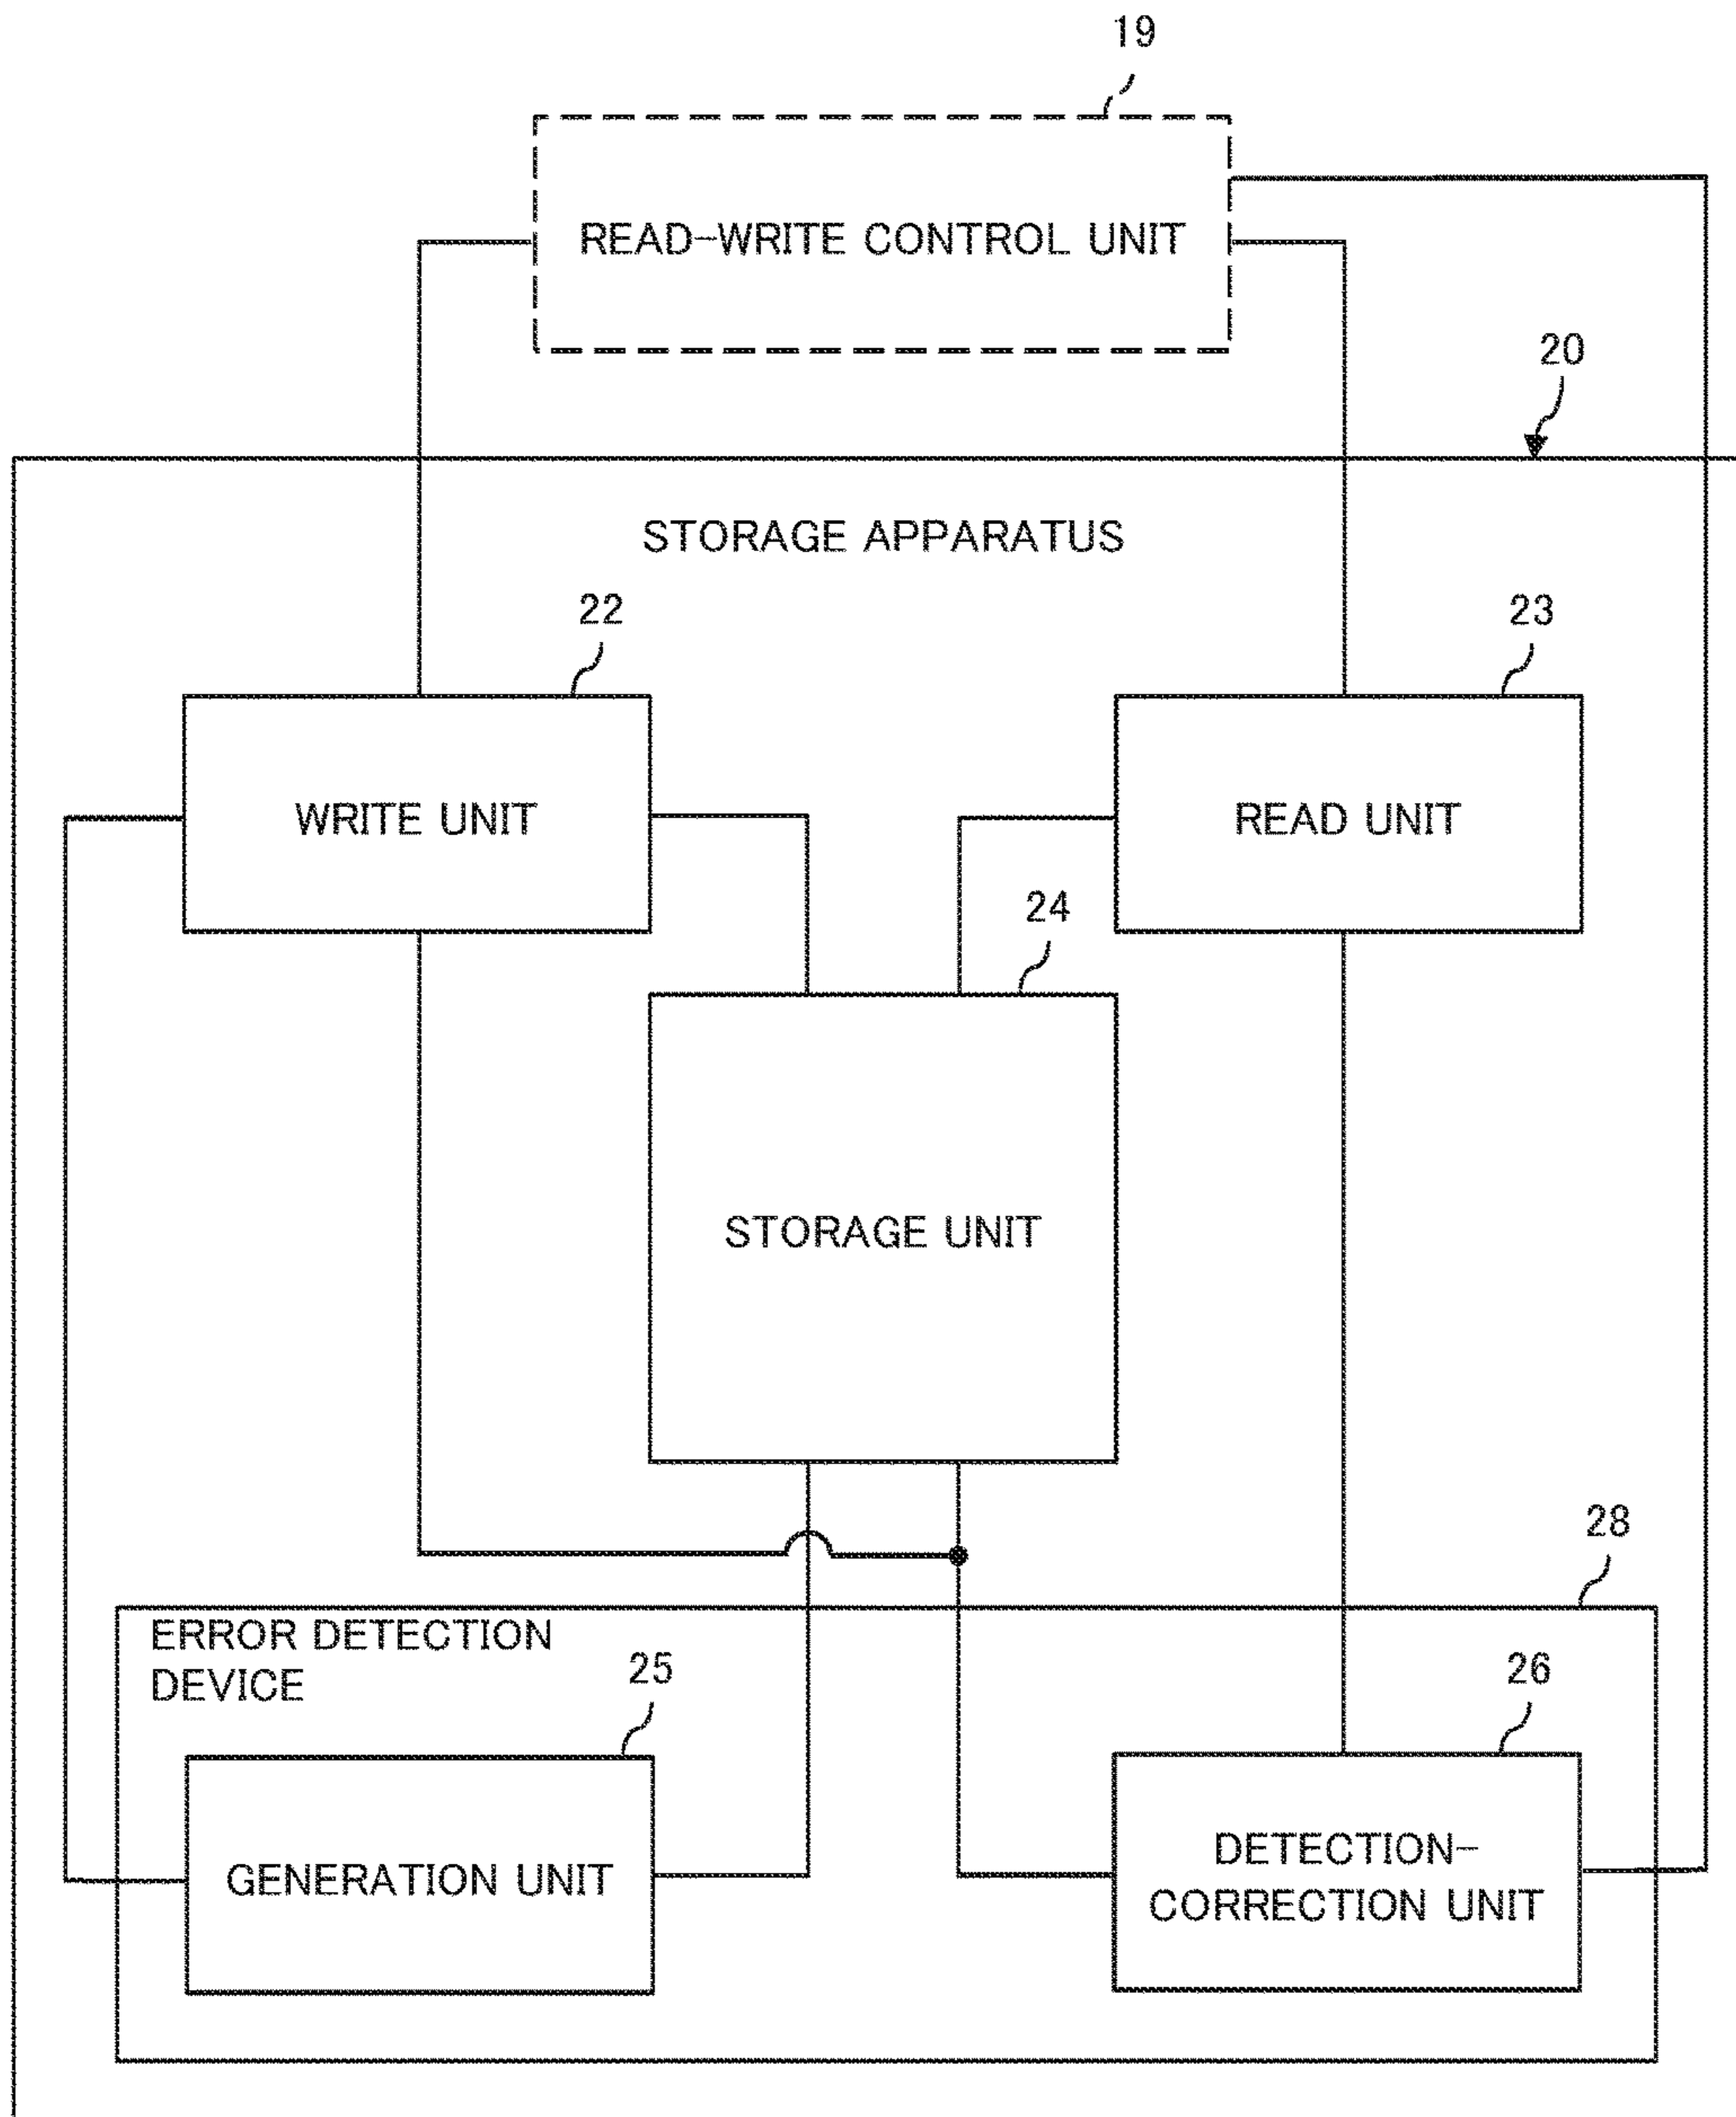 19
READ-WRITE CONTROL UNIT
20
STORAGE APPARATUS
22
23
WRITE UNIT
READ UNIT
24
STORAGE UNIT
28
ERROR DETECTION
DEVICE
25
26
GENERATION UNIT
DETECTION-
CORRECTION UNIT